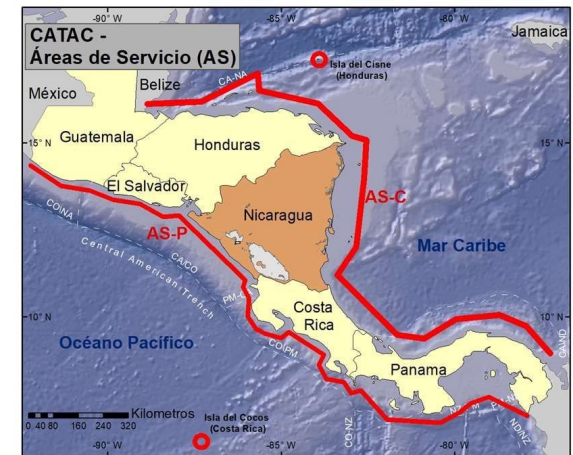 -90° W
-85° W
-80° W
CATAC -
Áreas de Servicio (AS)
Jamaica
Isla del Cisne
(Honduras)
CA-NA
Belize
México
Guatemala
Honduras
15° N
15° N
El Salvador
CO/NA
AS-C
Nicaragua
AS-P
Mar Caribe
CA/CO
Central American Trench
PM-CA
10° N
10° N
Costa
Rica
Océano Pacífico
CO/PM
CA/ND
Panama
Kilometros
0 40 80 160 240 320
Isla del Cocos
(Costa Rica)
CO-NZ
ND/NZ
-90° W
-85° W
-80° W